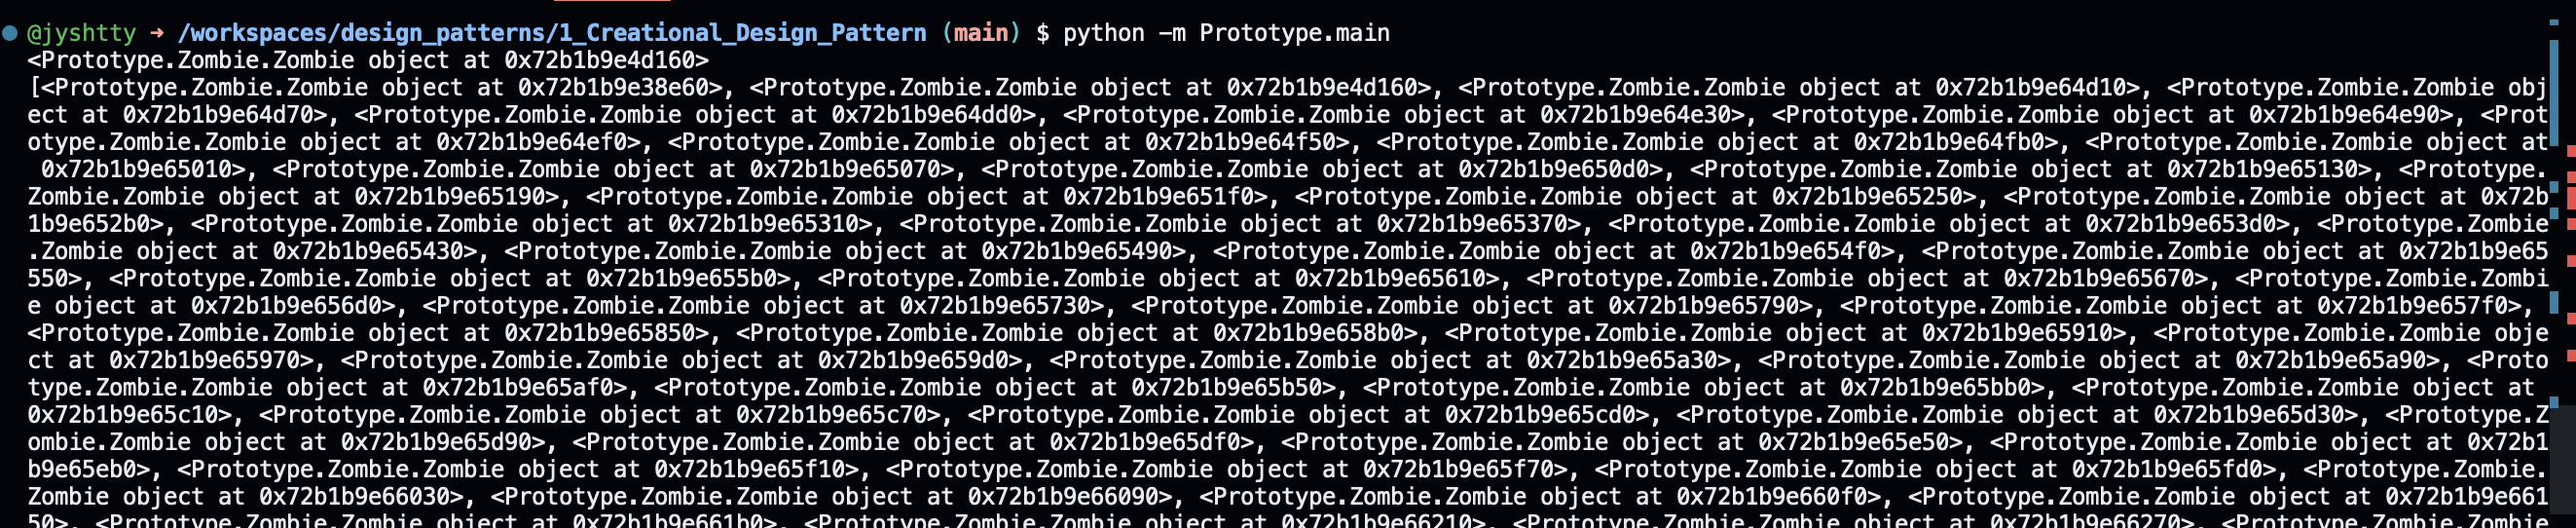 @jyshtty ➜ /workspaces/design_patterns/1_Creational_Design_Pattern (main) $ python -m Prototype.main
<Prototype.Zombie.Zombie object at 0x72b1b9e4d160>
[<Prototype.Zombie.Zombie object at 0x72b1b9e38e60>, <Prototype.Zombie.Zombie object at 0x72b1b9e4d160>, <Prototype.Zombie.Zombie object at 0x72b1b9e64d10>, <Prototype.Zombie.Zombie obj
ect at 0x72b1b9e64d70>, <Prototype.Zombie.Zombie object at 0x72b1b9e64dd0>, <Prototype.Zombie.Zombie object at 0x72b1b9e64e30>, <Prototype.Zombie.Zombie object at 0x72b1b9e64e90>, <Prot
otype.Zombie.Zombie object at 0x72b1b9e64ef0>, <Prototype.Zombie.Zombie object at 0x72b1b9e64f50>, <Prototype.Zombie.Zombie object at 0x72b1b9e64fb0>, <Prototype.Zombie.Zombie object at
 0x72b1b9e65010>, <Prototype.Zombie.Zombie object at 0x72b1b9e65070>, <Prototype.Zombie.Zombie object at 0x72b1b9e650d0>, <Prototype.Zombie.Zombie object at 0x72b1b9e65130>, <Prototype.
Zombie.Zombie object at 0x72b1b9e65190>, <Prototype.Zombie.Zombie object at 0x72b1b9e651f0>, <Prototype.Zombie.Zombie object at 0x72b1b9e65250>, <Prototype.Zombie.Zombie object at 0x72b
1b9e652b0>, <Prototype.Zombie.Zombie object at 0x72b1b9e65310>, <Prototype.Zombie.Zombie object at 0x72b1b9e65370>, <Prototype.Zombie.Zombie object at 0x72b1b9e653d0>, <Prototype.Zombie
.Zombie object at 0x72b1b9e65430>, <Prototype.Zombie.Zombie object at 0x72b1b9e65490>, <Prototype.Zombie.Zombie object at 0x72b1b9e654f0>, <Prototype.Zombie.Zombie object at 0x72b1b9e65
550>, <Prototype.Zombie.Zombie object at 0x72b1b9e655b0>, <Prototype.Zombie.Zombie object at 0x72b1b9e65610>, <Prototype.Zombie.Zombie object at 0x72b1b9e65670>, <Prototype.Zombie.Zombi
e object at 0x72b1b9e656d0>, <Prototype.Zombie.Zombie object at 0x72b1b9e65730>, <Prototype.Zombie.Zombie object at 0x72b1b9e65790>, <Prototype.Zombie.Zombie object at 0x72b1b9e657f0>,
<Prototype.Zombie.Zombie object at 0x72b1b9e65850>, <Prototype.Zombie.Zombie object at 0x72b1b9e658b0>, <Prototype.Zombie.Zombie object at 0x72b1b9e65910>, <Prototype.Zombie.Zombie obje
ct at 0x72b1b9e65970>, <Prototype.Zombie.Zombie object at 0x72b1b9e659d0>, <Prototype.Zombie.Zombie object at 0x72b1b9e65a30>, <Prototype.Zombie.Zombie object at 0x72b1b9e65a90>, <Proto
type.Zombie.Zombie object at 0x72b1b9e65af0>, <Prototype.Zombie.Zombie object at 0x72b1b9e65b50>, <Prototype.Zombie.Zombie object at 0x72b1b9e65bb0>, <Prototype.Zombie.Zombie object at
0x72b1b9e65c10>, <Prototype.Zombie.Zombie object at 0x72b1b9e65c70>, <Prototype.Zombie.Zombie object at 0x72b1b9e65cd0>, <Prototype.Zombie.Zombie object at 0x72b1b9e65d30>, <Prototype.Z
ombie.Zombie object at 0x72b1b9e65d90>, <Prototype.Zombie.Zombie object at 0x72b1b9e65df0>, <Prototype.Zombie.Zombie object at 0x72b1b9e65e50>, <Prototype.Zombie.Zombie object at 0x72b1
b9e65eb0>, <Prototype.Zombie.Zombie object at 0x72b1b9e65f10>, <Prototype.Zombie.Zombie object at 0x72b1b9e65f70>, <Prototype.Zombie.Zombie object at 0x72b1b9e65fd0>, <Prototype.Zombie.
Zombie object at 0x72b1b9e66030>, <Prototype.Zombie.Zombie object at 0x72b1b9e66090>, <Prototype.Zombie.Zombie object at 0x72b1b9e660f0>, <Prototype.Zombie.Zombie object at 0x72b1b9e661
50>, <Prototype.Zombie.Zombie object at 0x72b1b9e661b0>, <Prototype.Zombie.Zombie object at 0x72b1b9e66210>, <Prototype.Zombie.Zombie object at 0x72b1b9e66270>, <Prototype.Zombie.Zombie